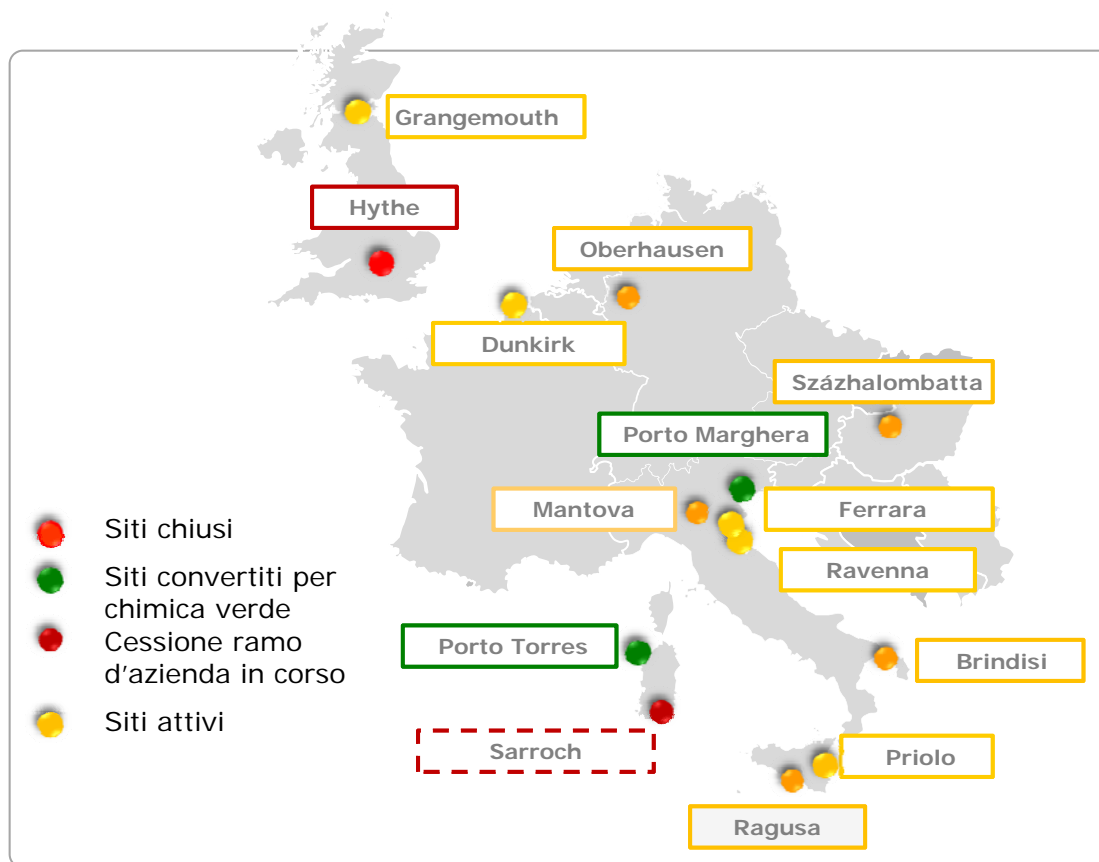 Grangemouth
Hythe
Oberhausen
Dunkirk
Százhalombatta
Porto Marghera
Mantova
Ferrara
Ravenna
Siti chiusi
Siti convertiti per
chimica verde
Cessione ramo
d'azienda in corso
Siti attivi
Porto Torres
Brindisi
Sarroch
Priolo
Ragusa